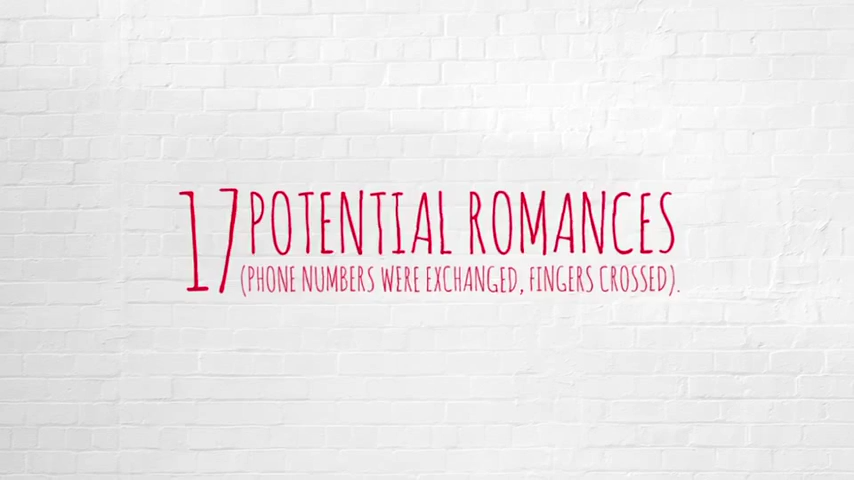 17 POTENTIAL ROMANCES
(PHONE NUMBERS WERE EXCHANGED, FINGERS CROSSED).